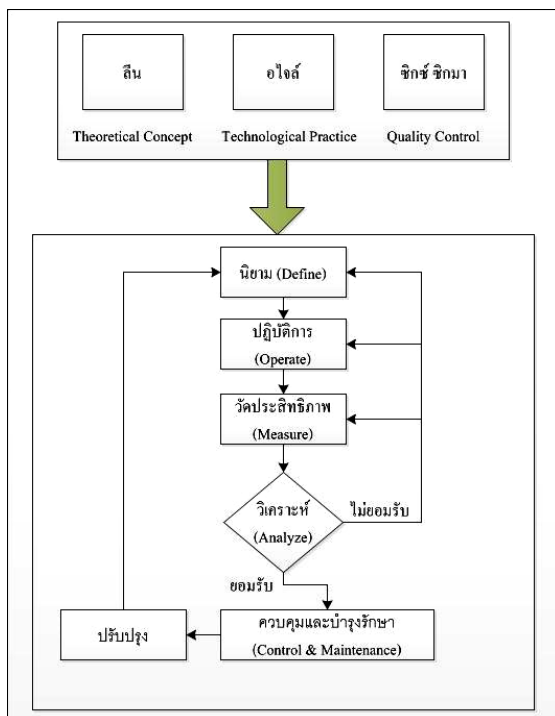 ลีน
อไจล์
ซิกซ์ ซิกมา
Theoretical Concept
Technological Practice
Quality Control
นิยาม (Define)
ปฏิบัติการ
(Operate)
วัดประสิทธิภาพ
(Measure)
วิเคราะห์
(Analyze)
ไม่ยอมรับ
ยอมรับ
ปรับปรุง
ควบคุมและบำรุงรักษา
(Control & Maintenance)